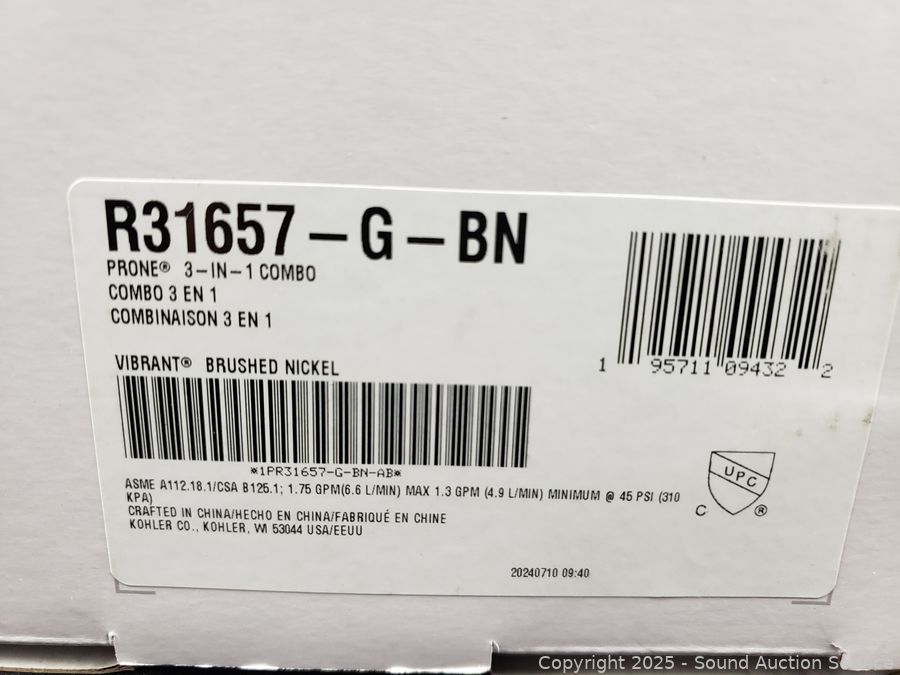 R31657-G-BN
PRONE® 3-IN-1 COMBO
COMBO 3 EN 1
COMBINAISON 3 EN 1
VIBRANT® BRUSHED NICKEL
*1PR31657-G-BN-AB*
1 95711 09432 2
ASME A112.18.1/CSA B125.1; 1.75 GPM(6.6 L/MIN) MAX 1.3 GPM (4.9 L/MIN) MINIMUM @ 45 PSI (310
KPA)
CRAFTED IN CHINA/HECHO EN CHINA/FABRIQUÉ EN CHINE
KOHLER CO., KOHLER, WI 53044 USA/EEUU
UPC
C ®
20240710 09:40
Copyright 2025 - Sound Auction Service